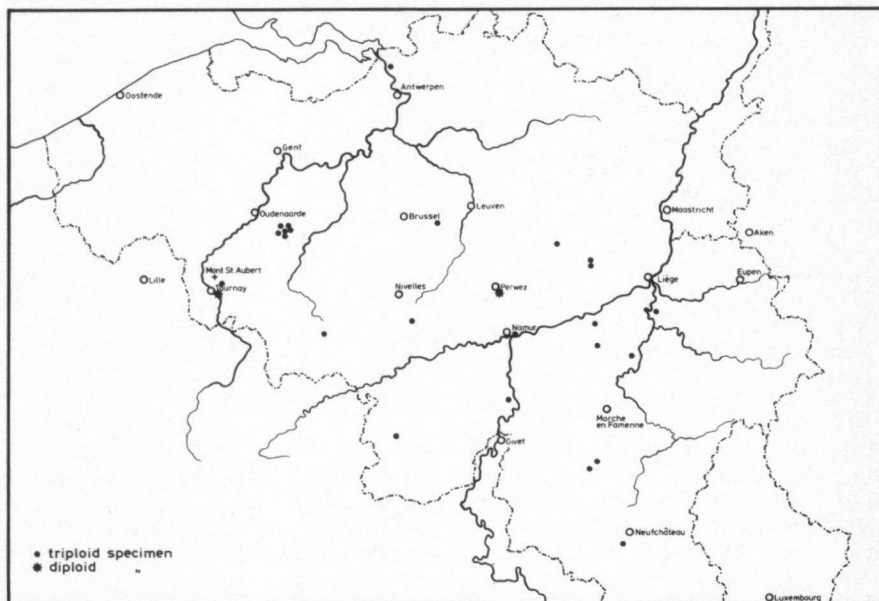 Oostende
Antwerpen
Gent
Oudenaarde
Brussel
Leuven
Maastricht
Aken
Mont St. Aubert
Lille
Tournay
Nivelles
Perwez
Liège
Eupen
Namur
Marche
en Famenne
Givet
Neufchâteau
triploid specimen
diploid "
Luxembourg